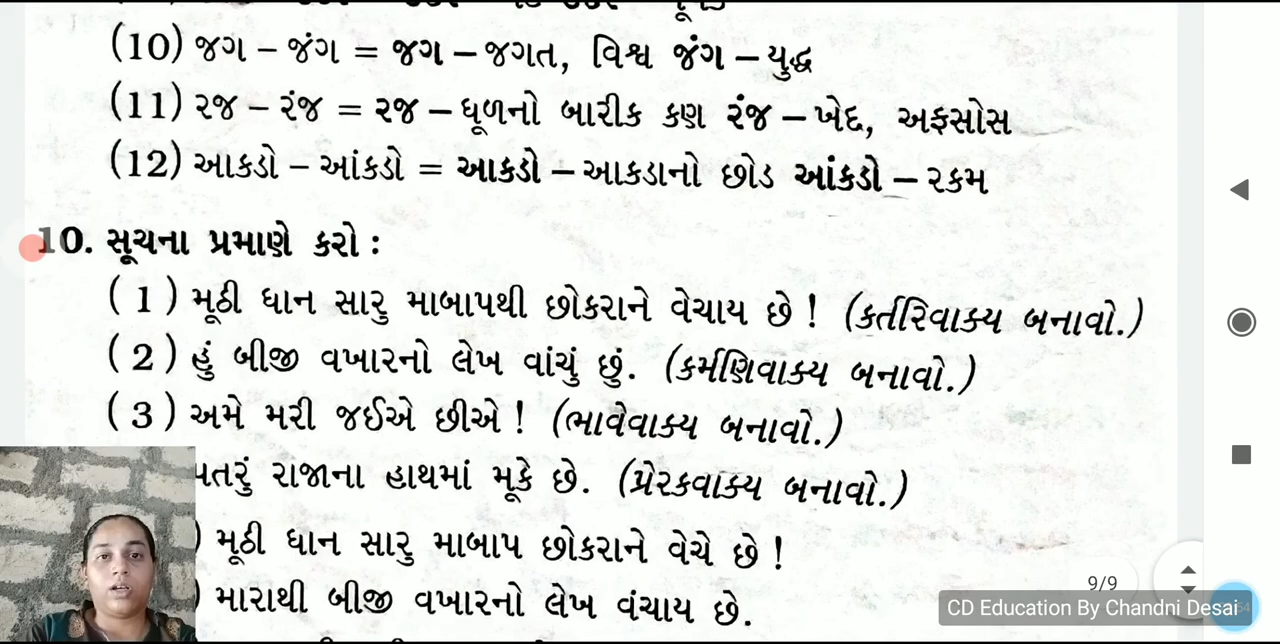 (10) જગ – જંગ = જગ – જગત, વિશ્વ જંગ – યુદ્ધ
(11) રજ – રંજ = રજ – ધૂળનો બારીક કણ રંજ – ખેદ, અફસોસ
(12) આકડો – આંકડો = આકડો – આકડાનો છોડ આંકડો – રકમ
10. સૂચના પ્રમાણે કરો :
( 1 ) મૂઠી ધાન સારુ માબાપથી છોકરાને વેચાય છે ! (કર્તરિવાક્ય બનાવો.)
( 2 ) હું બીજી વખારનો લેખ વાંચું છું. (કર્મણિવાક્ય બનાવો.)
( 3 ) અમે મરી જઈએ છીએ ! (ભાવેવાક્ય બનાવો.)
પતરું રાજાના હાથમાં મૂકે છે. (પ્રેરકવાક્ય બનાવો.)
) મૂઠી ધાન સારુ માબાપ છોકરાને વેચે છે !
) મારાથી બીજી વખારનો લેખ વંચાય છે.
9/9
CD Education By Chandni Desai